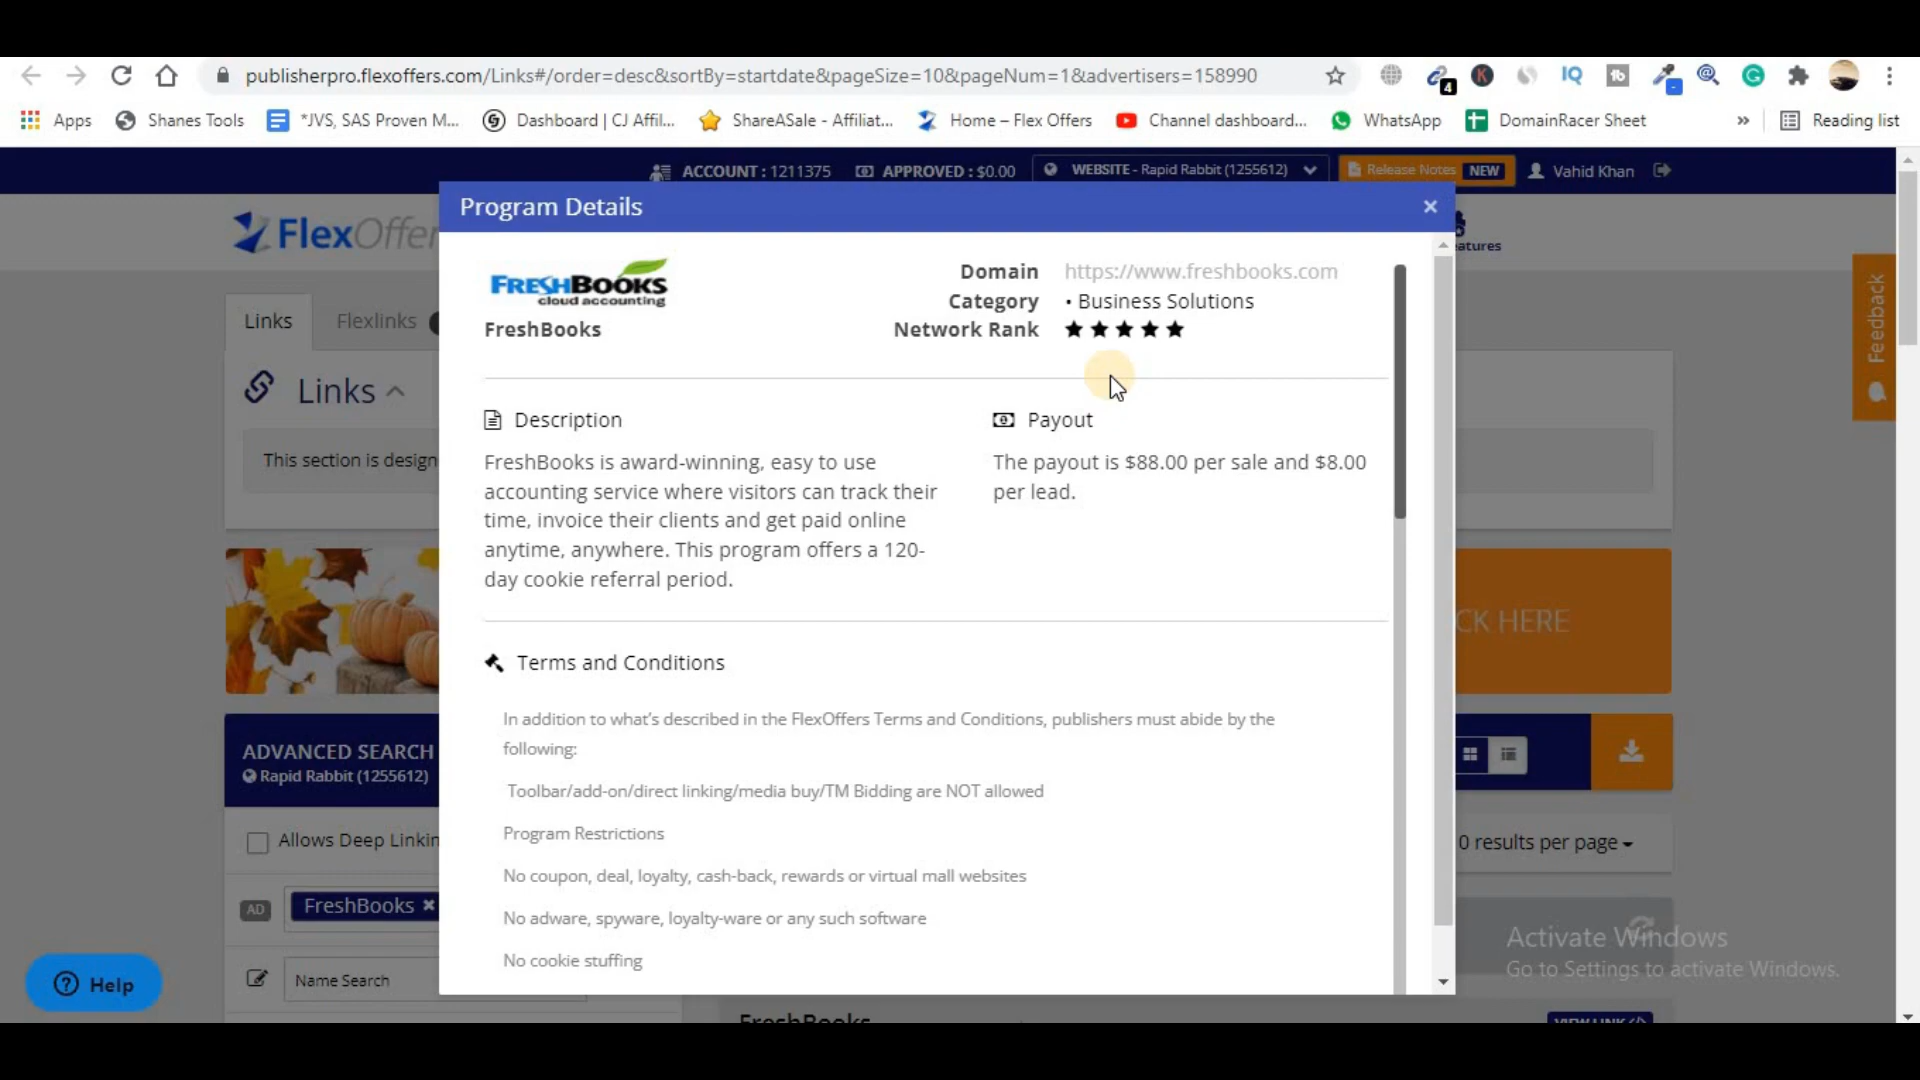 publisherpro.flexoffers.com/Links#/order=desc&sortBy=startdate&pageSize=10&pageNum=1&advertisers=158990
4
K
IQ
tb
G
Apps
Shanes Tools
*JVS, SAS Proven M...
Dashboard | CJ Affil...
ShareASale - Affiliat...
Home – Flex Offers
Channel dashboard...
WhatsApp
DomainRacer Sheet
»
Reading list
ACCOUNT : 1211375
APPROVED : $0.00
WEBSITE - Rapid Rabbit (1255612)
Release Notes NEW
Vahid Khan
Program Details
×
FlexOffer
eatures
FRESHBOOKS
cloud accounting
FreshBooks
Domain https://www.freshbooks.com
Category • Business Solutions
Network Rank ★ ★ ★ ★ ★
Feedback
Links
Flexlinks
Links
This section is design
Description
FreshBooks is award-winning, easy to use
accounting service where visitors can track their
time, invoice their clients and get paid online
anytime, anywhere. This program offers a 120-
day cookie referral period.
Payout
The payout is $88.00 per sale and $8.00
per lead.
CK HERE
Terms and Conditions
In addition to what's described in the FlexOffers Terms and Conditions, publishers must abide by the
following:
Toolbar/add-on/direct linking/media buy/TM Bidding are NOT allowed
Program Restrictions
No coupon, deal, loyalty, cash-back, rewards or virtual mall websites
No adware, spyware, loyalty-ware or any such software
No cookie stuffing
ADVANCED SEARCH
Rapid Rabbit (1255612)
Allows Deep Linkin
0 results per page
AD
FreshBooks ×
Name Search
Help
Activate Windows
Go to Settings to activate Windows.
FreshBooks
VIEW LINK </>